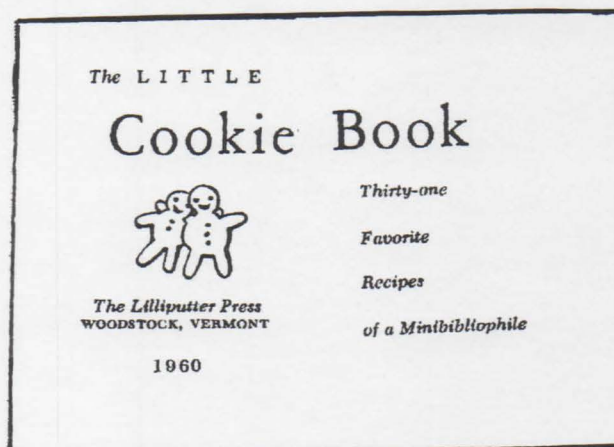 The LITTLE
Cookie Book
Thirty-one
Favorite
Recipes
of a Minibibliophile
The Lilliputter Press
WOODSTOCK, VERMONT
1960